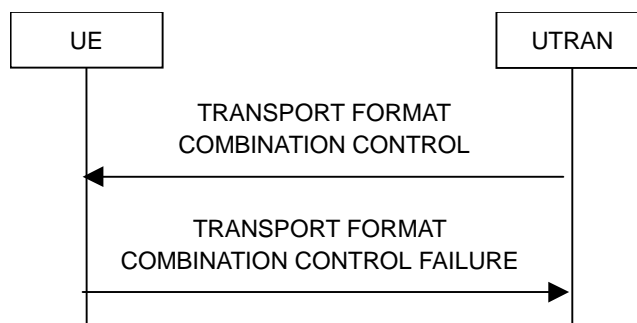 UE
UTRAN
TRANSPORT FORMAT
COMBINATION CONTROL
TRANSPORT FORMAT
COMBINATION CONTROL FAILURE